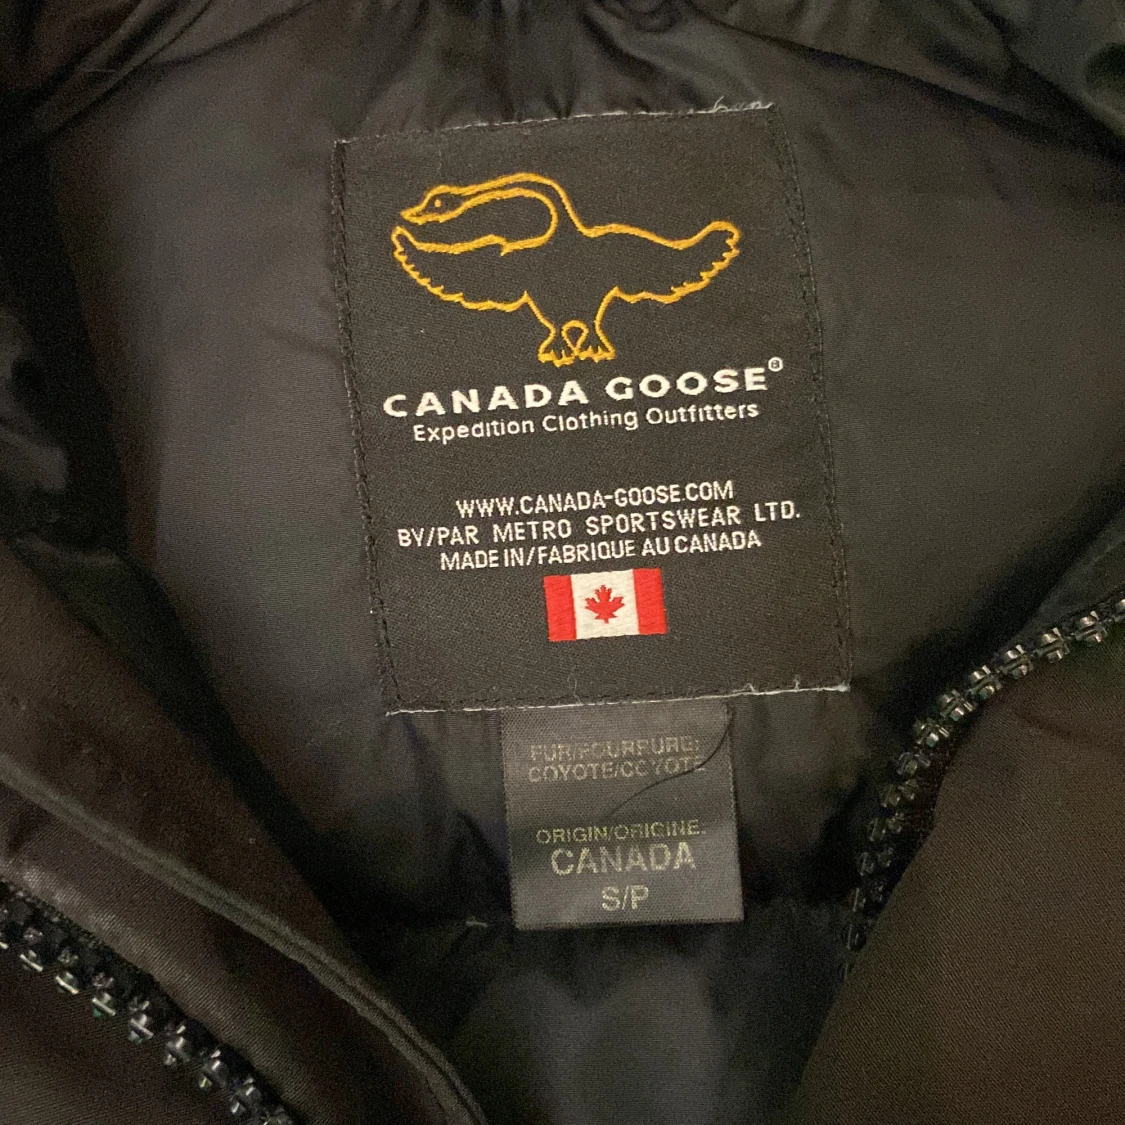 CANADA GOOSE®
Expedition Clothing Outfitters
WWW.CANADA-GOOSE.COM
BY/PAR METRO SPORTSWEAR LTD.
MADE IN/FABRIQUE AU CANADA
FUR/FOURRURE:
COYOTE/COYOTE
ORIGIN/ORIGINE:
CANADA
S/P